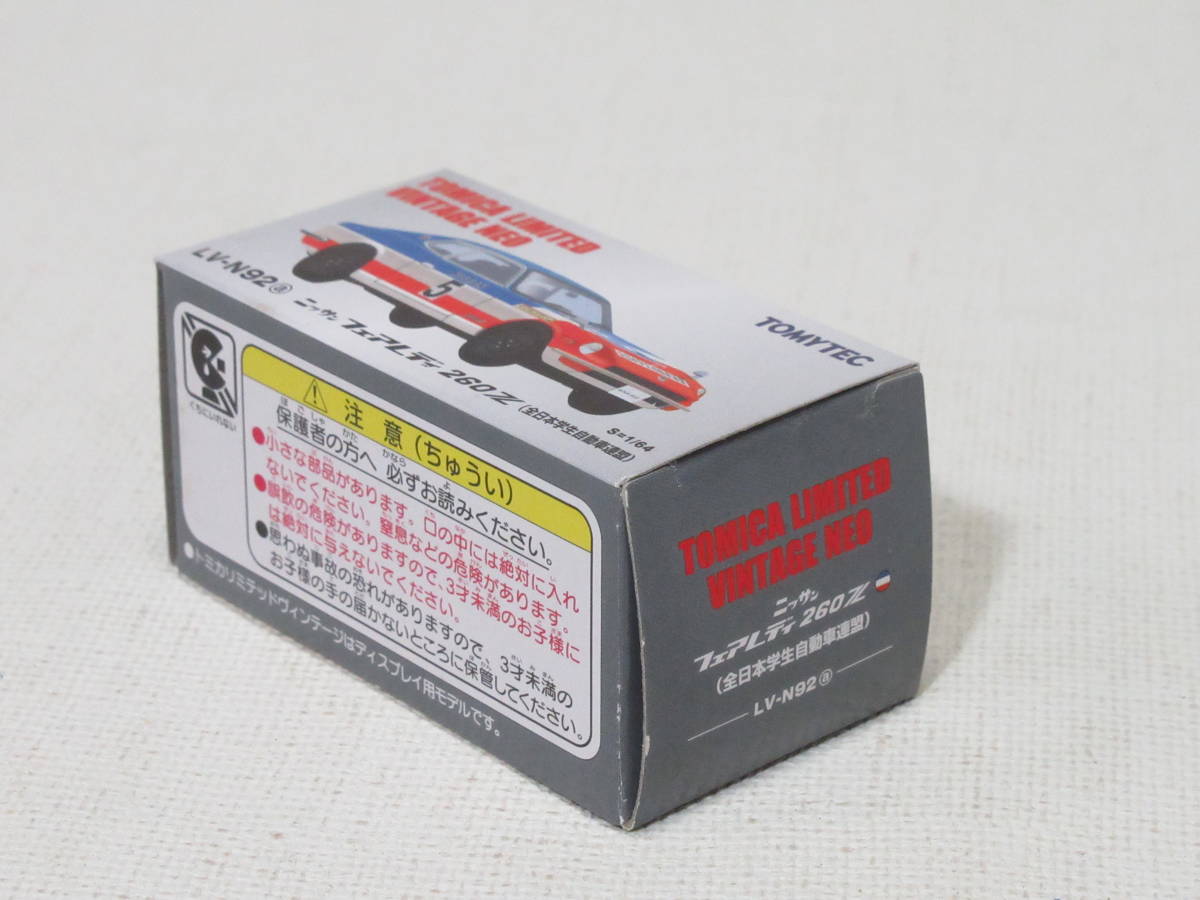 TOMICA LIMITED
VINTAGE NEO
5
LV-N92ⓐ ニッサン フェアレディ 260Z (全日本学生自動車連盟)
S=1/64
TOMYTEC
くちにいれない
注意(ちゅうい)
保護者の方へ 必ずお読みください。
●小さな部品があります。口の中には絶対に入れ
ないでください。窒息などの危険があります。
●誤飲の危険がありますので、3才未満のお子様に
は絶対に与えないでください。
●思わぬ事故の恐れがありますので、3才未満の
お子様の手の届かないところに保管してください。
●トミカリミテッドヴィンテージはディスプレイ用モデルです。
TOMICA LIMITED
VINTAGE NEO
ニッサン
フェアレディ 260Z
(全日本学生自動車連盟)
LV-N92ⓐ